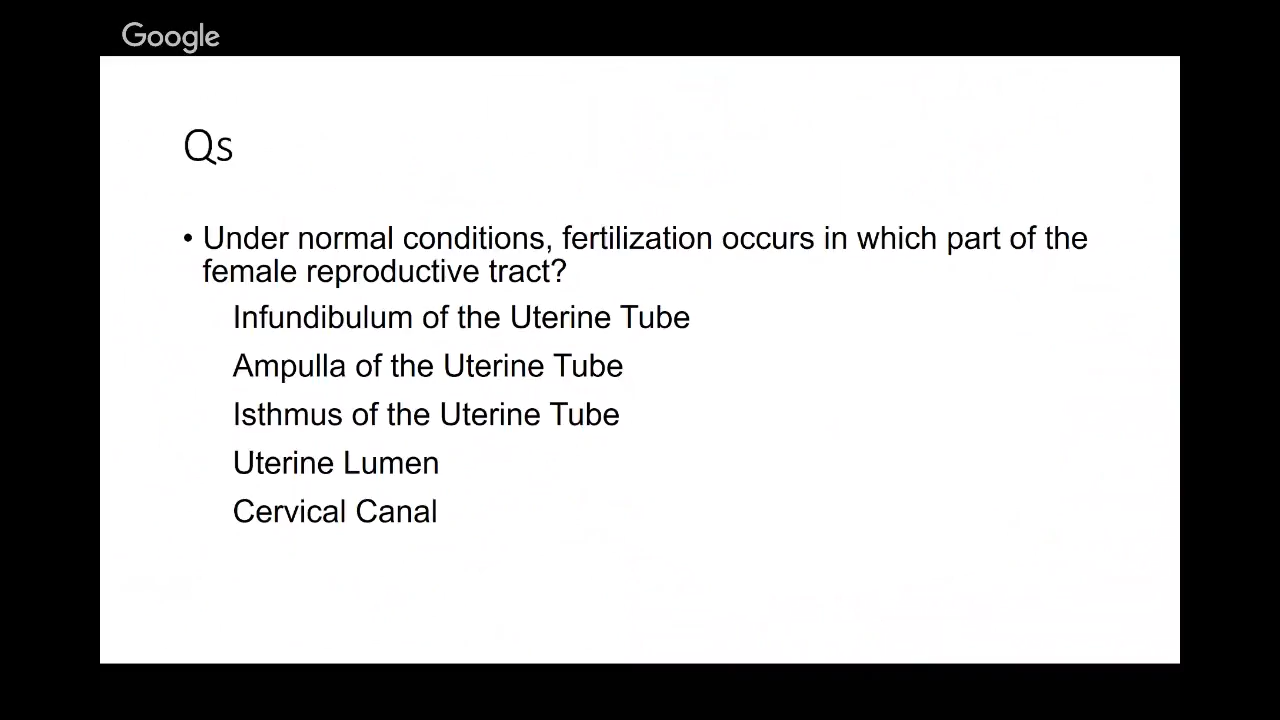 Google
Qs
• Under normal conditions, fertilization occurs in which part of the
female reproductive tract?
Infundibulum of the Uterine Tube
Ampulla of the Uterine Tube
Isthmus of the Uterine Tube
Uterine Lumen
Cervical Canal